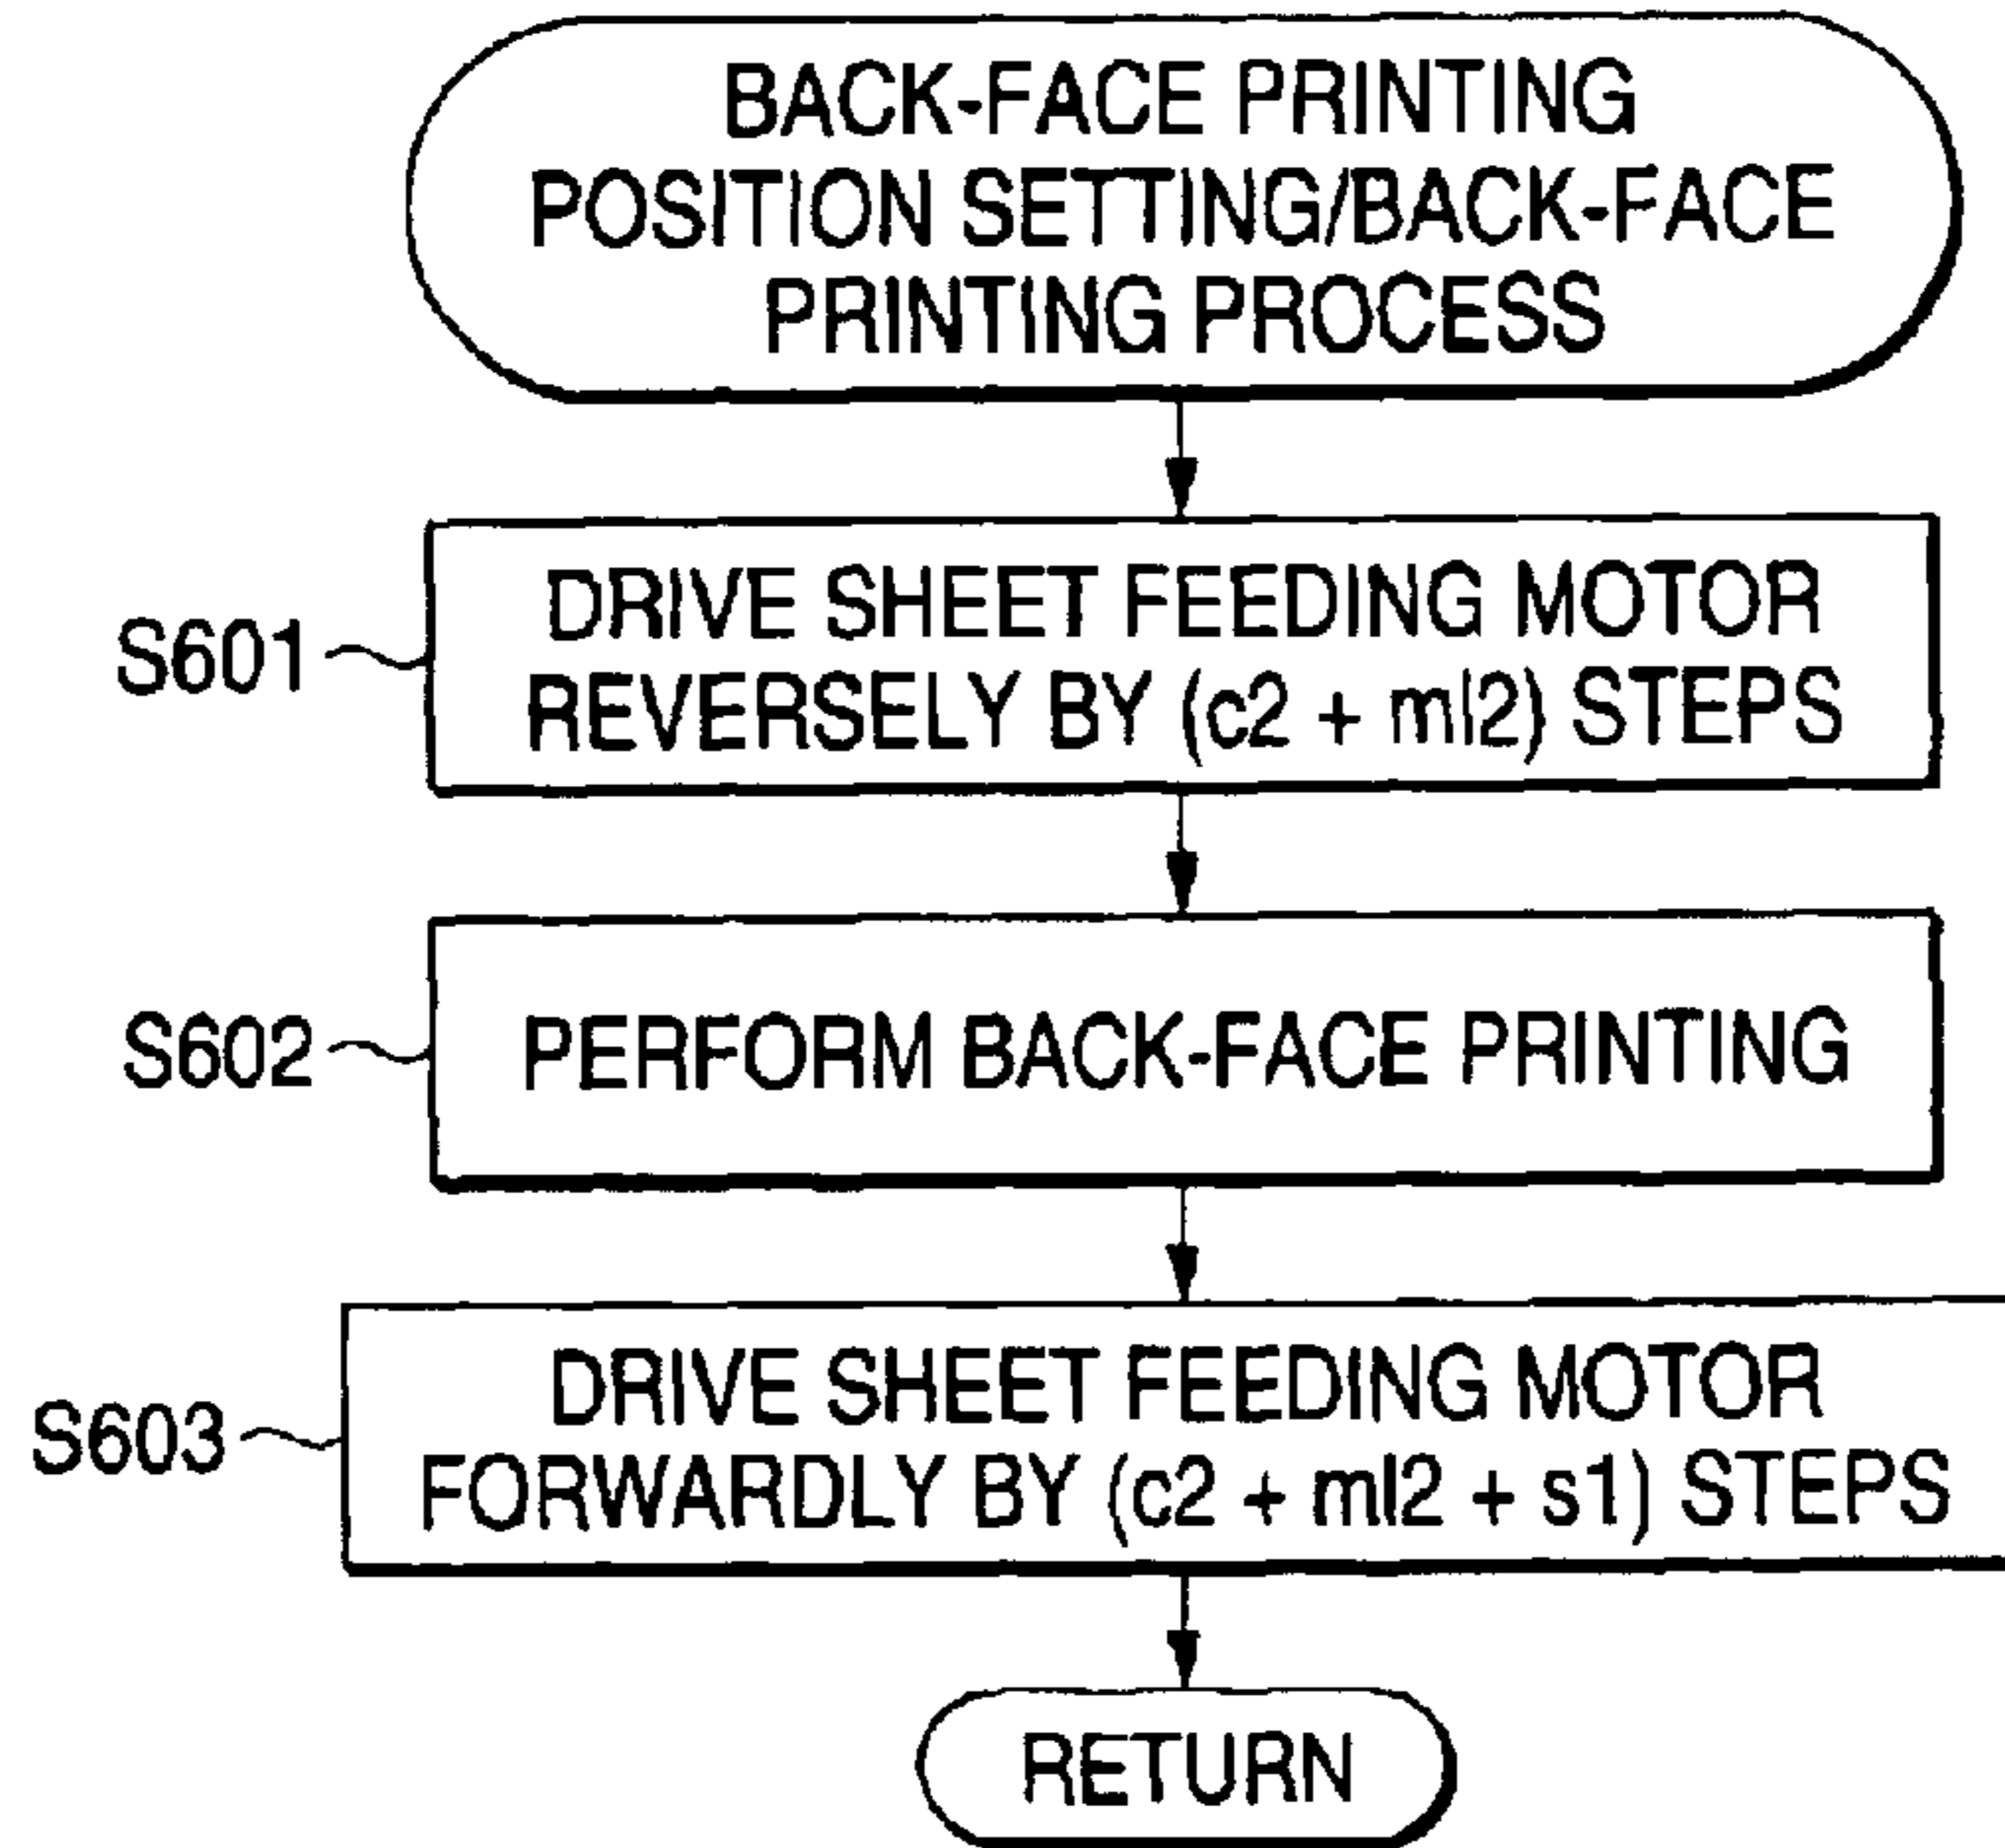 BACK-FACE PRINTING
POSITION SETTING/BACK-FACE
PRINTING PROCESS
S601
DRIVE SHEET FEEDING MOTOR
REVERSELY BY (c2 + ml2) STEPS
S602
PERFORM BACK-FACE PRINTING
S603
DRIVE SHEET FEEDING MOTOR
FORWARDLY BY (c2 + ml2 + s1) STEPS
RETURN